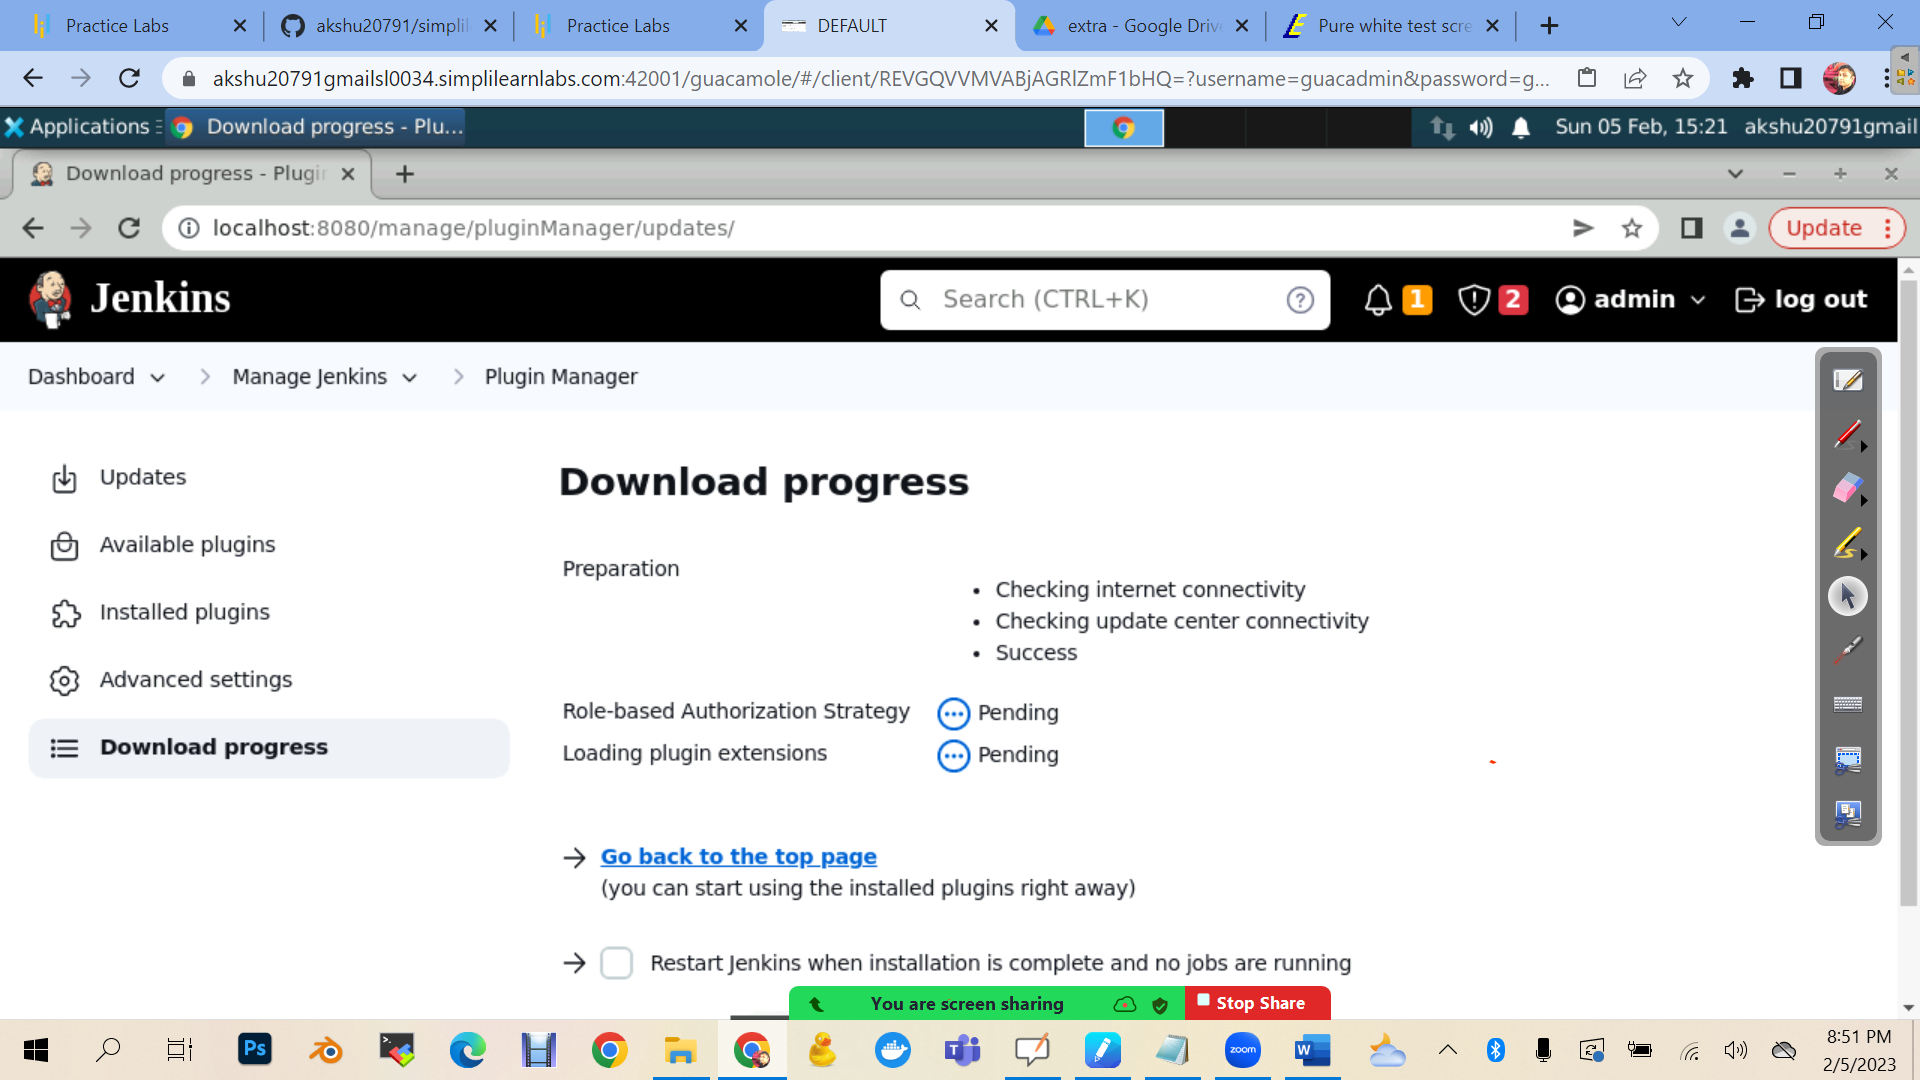 Practice Labs
akshu20791/simplil
Practice Labs
DEFAULT
extra - Google Drive
Pure white test scre
akshu20791gmailsl0034.simplilearnlabs.com:42001/guacamole/#/client/REVGQVVMVABjAGRlZmF1bHQ=?username=guacadmin&password=g...
Applications
Download progress - Plu...
Sun 05 Feb, 15:21
akshu20791gmail
Download progress - Plugin
localhost:8080/manage/pluginManager/updates/
Update
Jenkins
Search (CTRL+K)
1
2
admin
log out
Dashboard
Manage Jenkins
Plugin Manager
Updates
Available plugins
Installed plugins
Advanced settings
Download progress
Download progress
Preparation
• Checking internet connectivity
• Checking update center connectivity
• Success
Role-based Authorization Strategy
Pending
Loading plugin extensions
Pending
Go back to the top page
(you can start using the installed plugins right away)
Restart Jenkins when installation is complete and no jobs are running
You are screen sharing
Stop Share
Ps
zoom
W
8:51 PM
2/5/2023